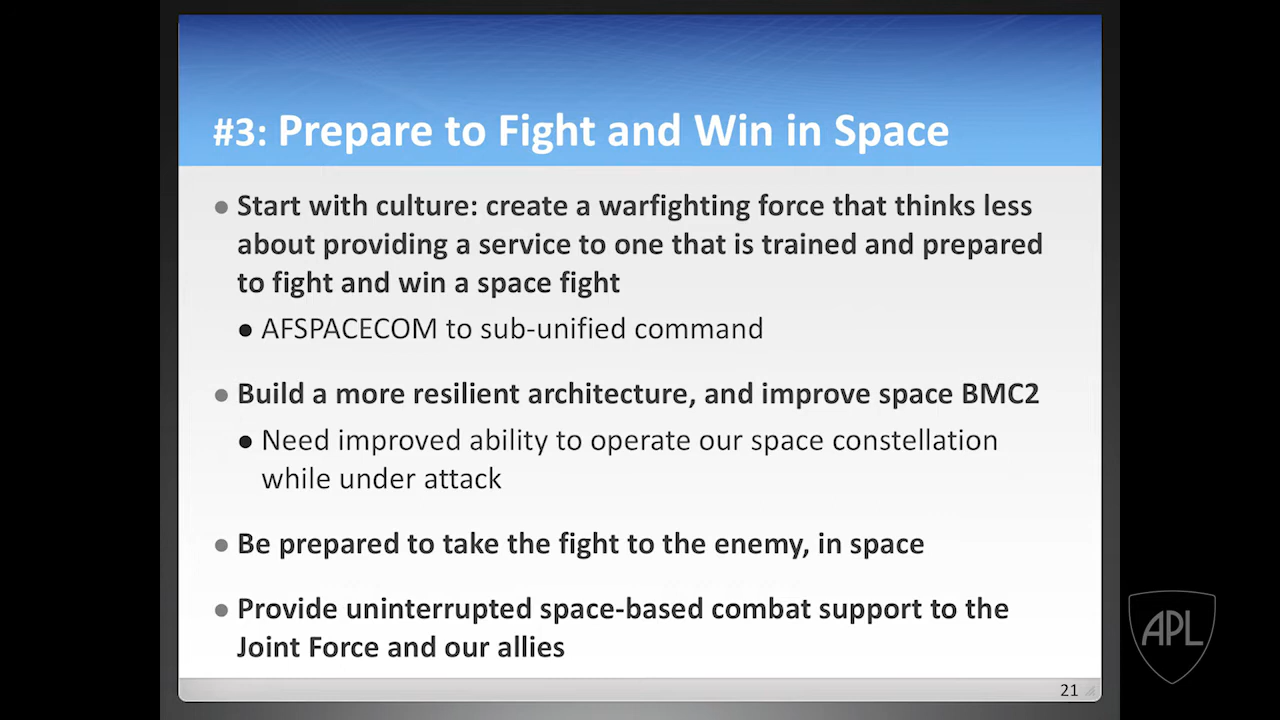 #3: Prepare to Fight and Win in Space
● Start with culture: create a warfighting force that thinks less
about providing a service to one that is trained and prepared
to fight and win a space fight
● AFSPACECOM to sub-unified command
● Build a more resilient architecture, and improve space BMC2
● Need improved ability to operate our space constellation
while under attack
● Be prepared to take the fight to the enemy, in space
● Provide uninterrupted space-based combat support to the
Joint Force and our allies
21
APL